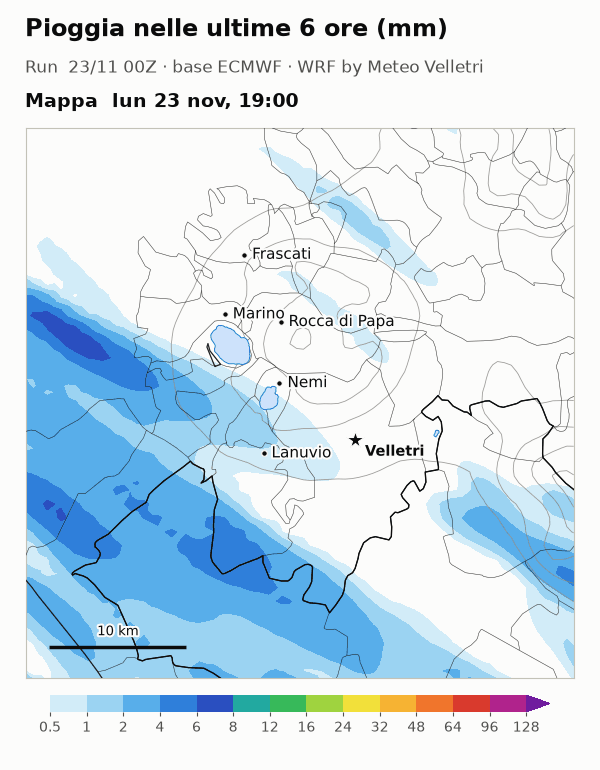 Pioggia nelle ultime 6 ore (mm)
Run  23/11 00Z · base ECMWF · WRF by Meteo Velletri
Mappa  lun 23 nov, 19:00
Frascati
Marino
Rocca di Papa
Nemi
Velletri
Lanuvio
10 km
0.5 1 2 4 6 8 12 16 24 32 48 64 96 128